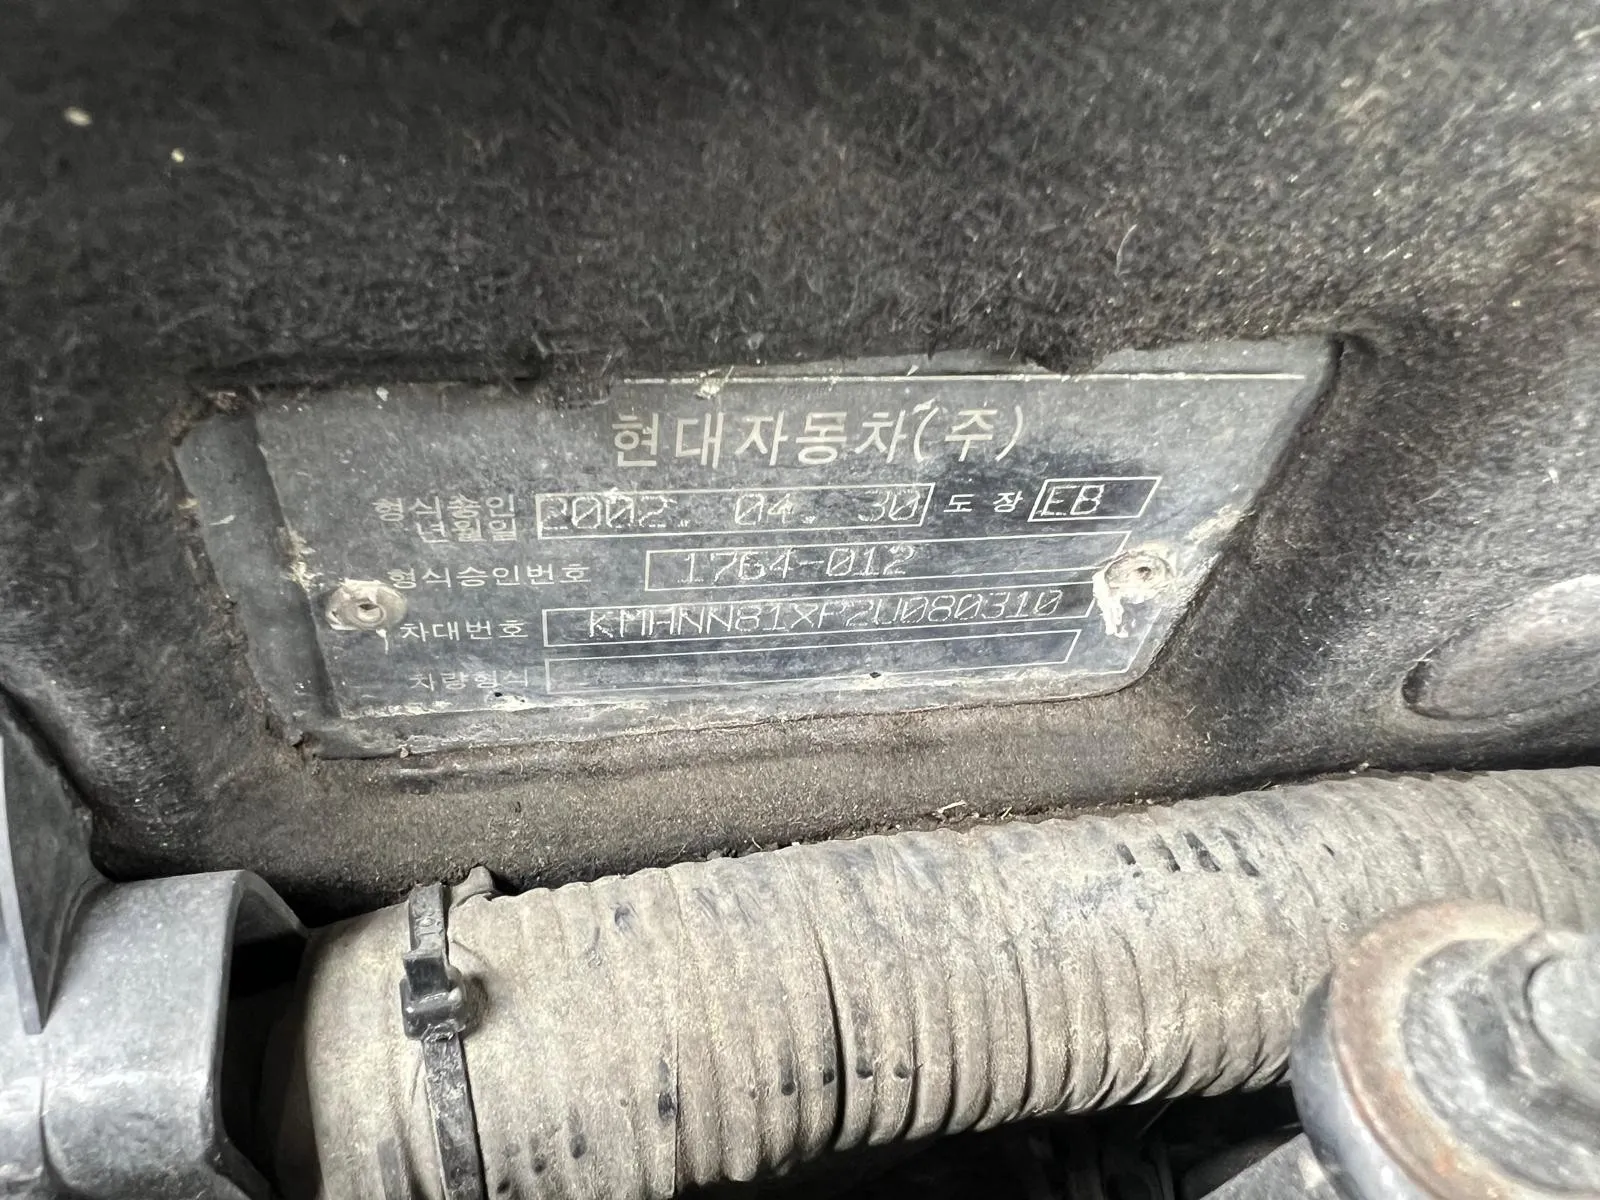 현대자동차(주)
형식승인 년월일 2002. 04. 30 도장 EB
형식승인번호 1764-012
차대번호 KMHNN81XP2U080310
차량형식